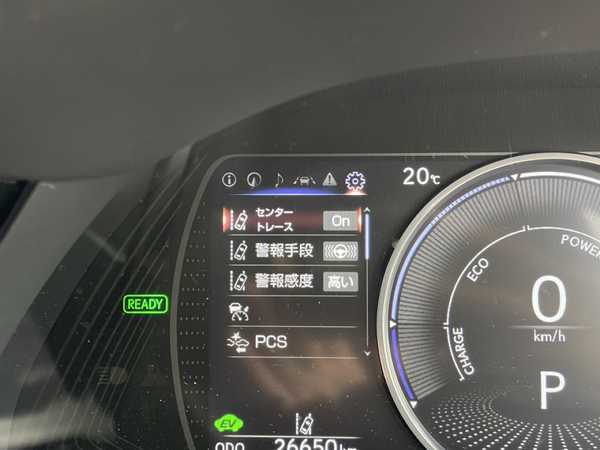 20℃
センター
トレース
On
警報手段
警報感度
高い
PCS
READY
EV
ODO 26650 km
CHARGE
ECO
POWER
0
km/h
P